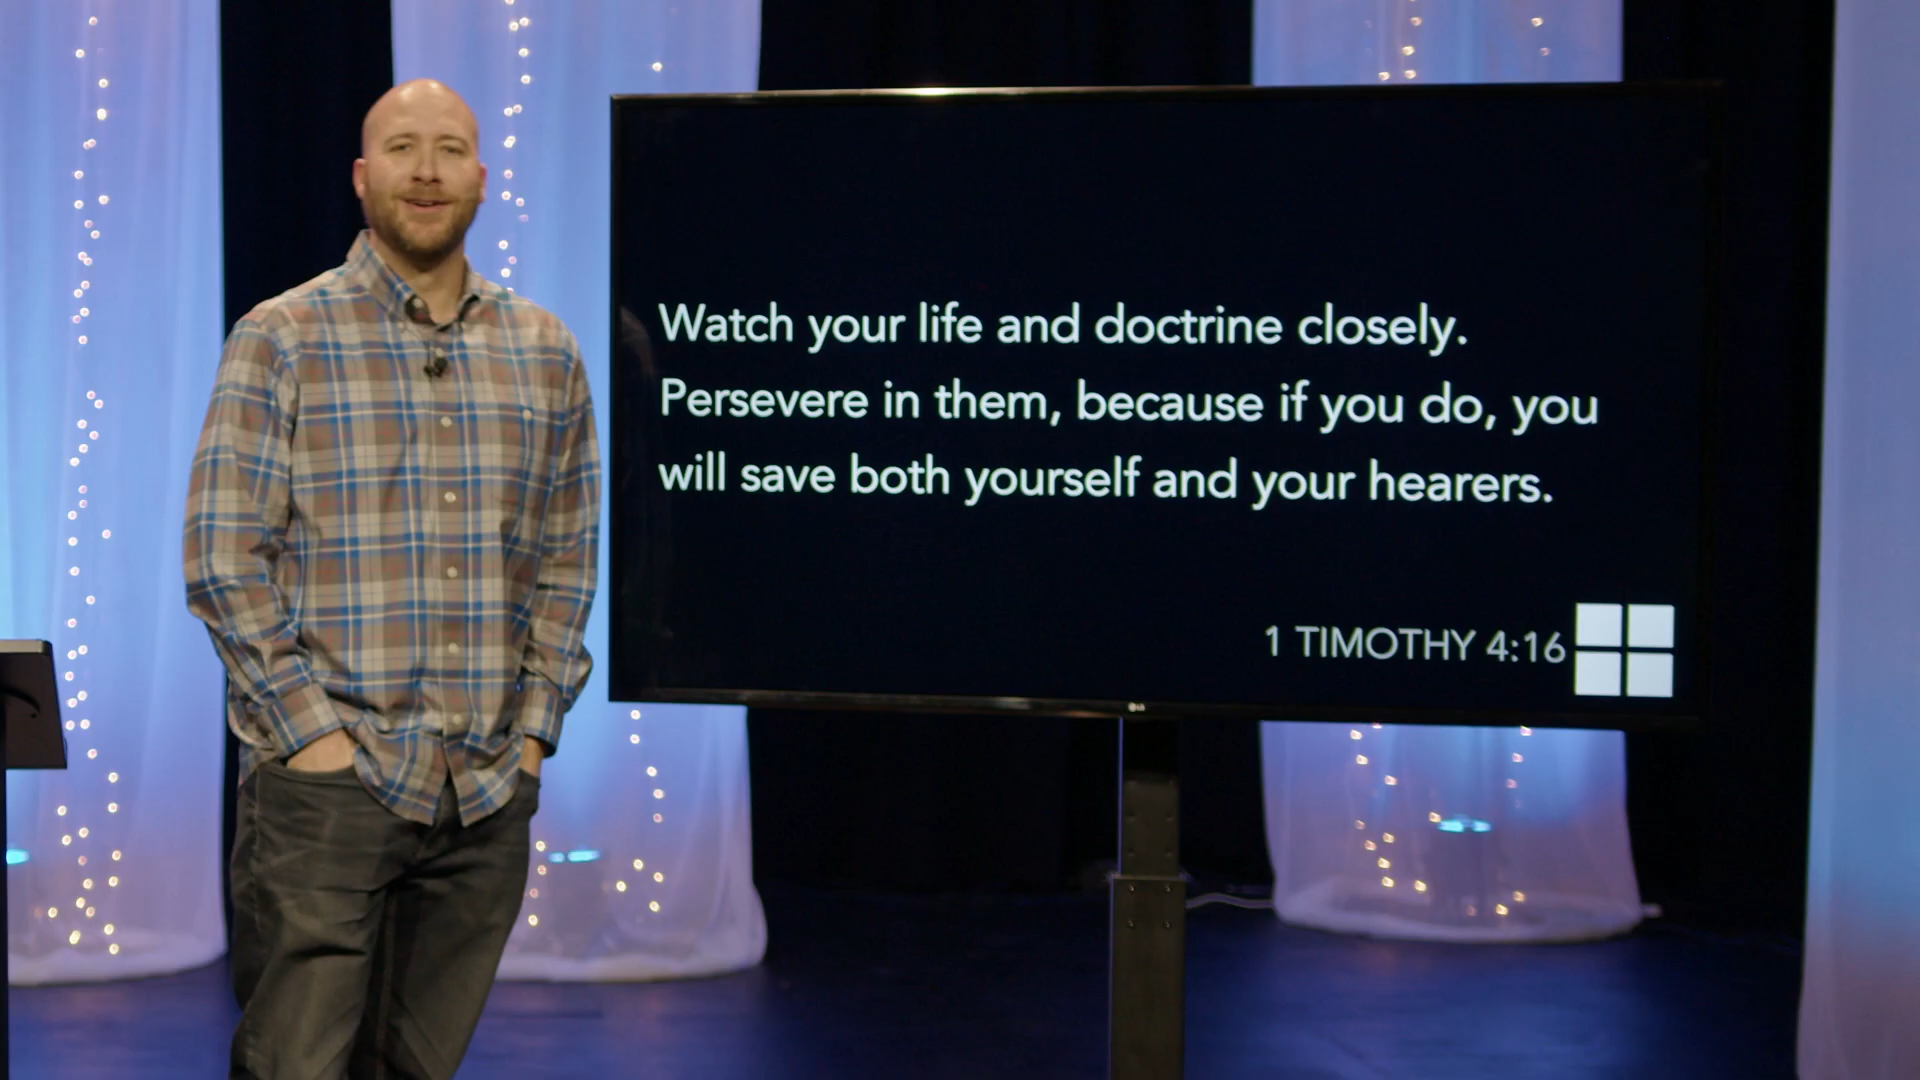 Watch your life and doctrine closely.
Persevere in them, because if you do, you
will save both yourself and your hearers.
1 TIMOTHY 4:16
LG